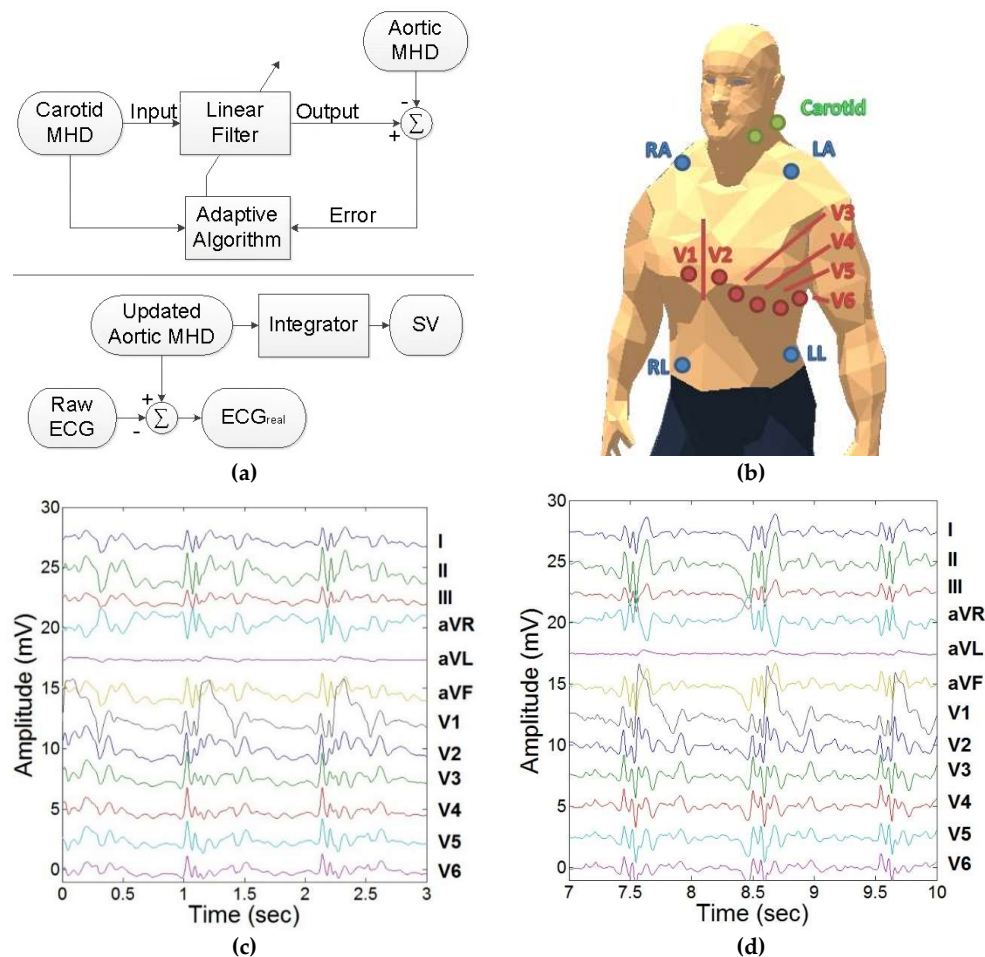 Aortic
MHD
Carotid
MHD
Input
Linear
Filter
Output
-
+
Σ
Adaptive
Algorithm
Error
Updated
Aortic MHD
Integrator
SV
Raw
ECG
+
-
Σ
ECGreal
(a)
Carotid
RA
LA
V3
V4
V1
V2
V5
V6
RL
LL
(b)
30
25
20
15
10
5
0
Amplitude (mV)
I
II
III
aVR
aVL
aVF
V1
V2
V3
V4
V5
V6
0
0.5
1
1.5
2
2.5
3
Time (sec)
(c)
30
25
20
15
10
5
0
Amplitude (mV)
I
II
III
aVR
aVL
aVF
V1
V2
V3
V4
V5
V6
7
7.5
8
8.5
9
9.5
10
Time (sec)
(d)